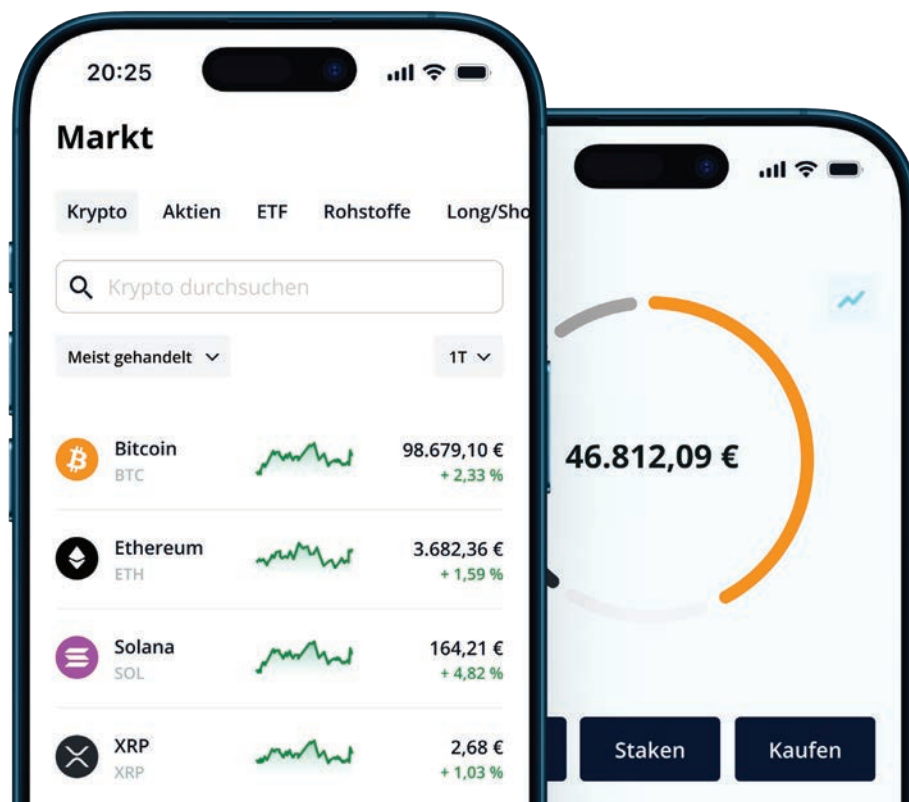 20:25
Markt
Krypto Aktien ETF Rohstoffe Long/Sho
Krypto durchsuchen
Meist gehandelt 1T
Bitcoin 98.679,10 €
BTC + 2,33 %
Ethereum 3.682,36 €
ETH + 1,59 %
Solana 164,21 €
SOL + 4,82 %
XRP 2,68 €
XRP + 1,03 %
46.812,09 €
Staken Kaufen